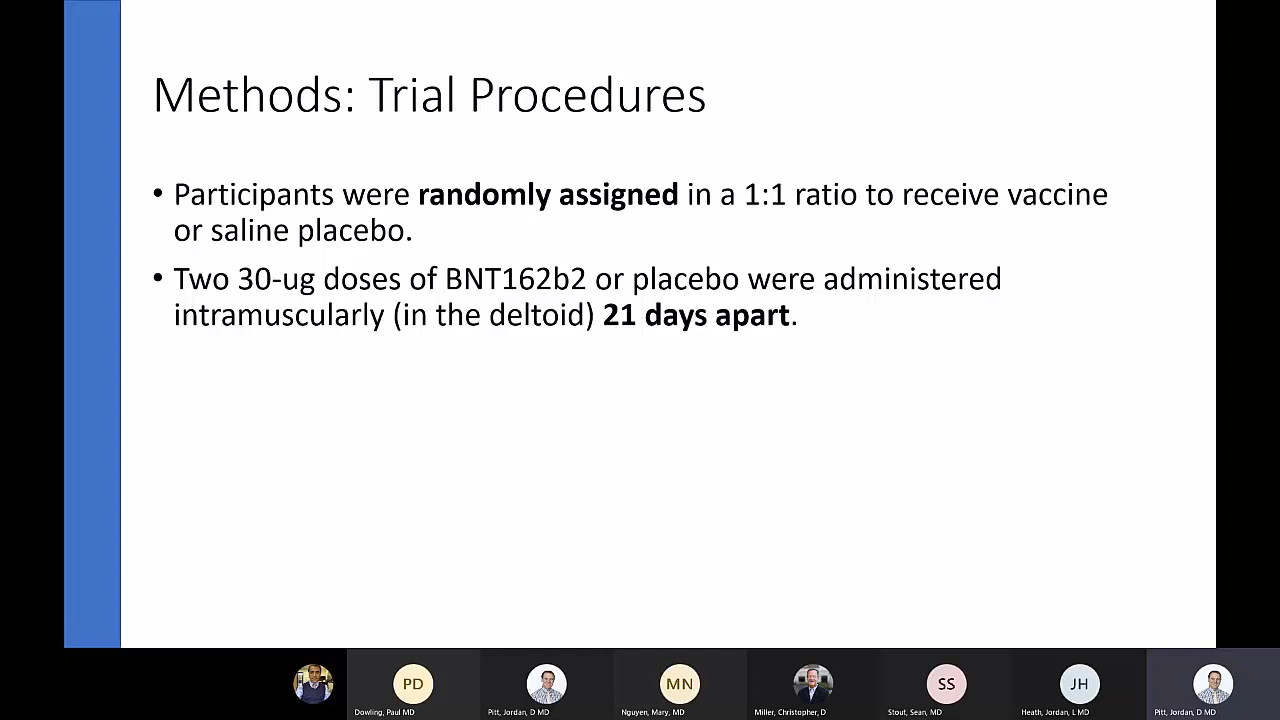 Methods: Trial Procedures
• Participants were randomly assigned in a 1:1 ratio to receive vaccine
or saline placebo.
• Two 30-ug doses of BNT162b2 or placebo were administered
intramuscularly (in the deltoid) 21 days apart.
PD
MN
SS
JH
Dowling, Paul MD
Pitt, Jordan, D MD
Nguyen, Mary, MD
Miller, Christopher, D
Stout, Sean, MD
Heath, Jordan, L MD
Pitt, Jordan, D MD